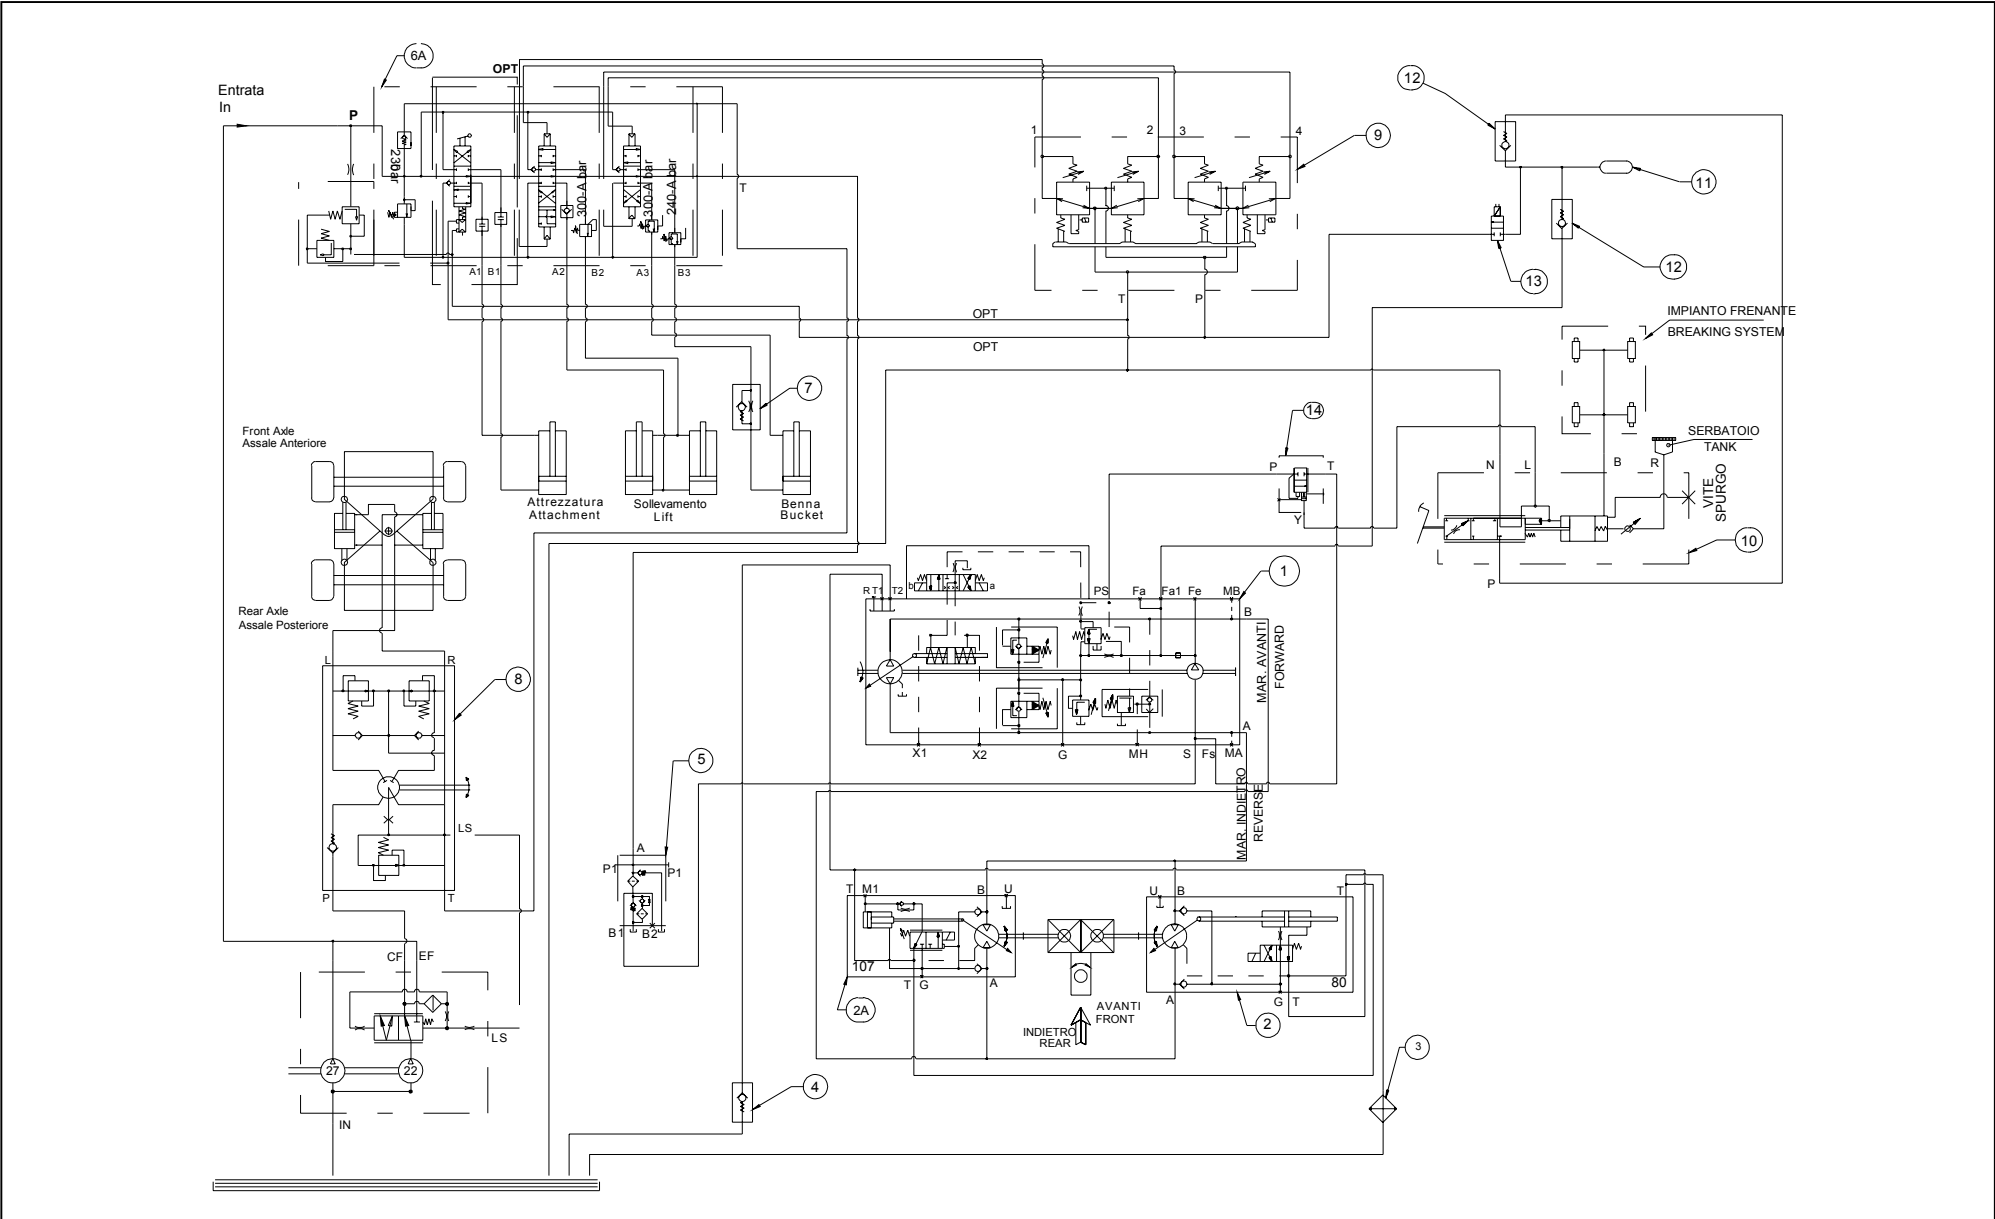 6A
OPT
Entrata
In
P
230
bar
300-A bar
300-A bar
240-A bar
T
A1 B1 A2 B2 A3 B3
1 2 3 4
9
T P
OPT
OPT
12
11
12
13
IMPIANTO FRENANTE
BREAKING SYSTEM
SERBATOIO
TANK
N L B R
VITE
SPURGO
10
P
14
P T
Y
7
Attrezzatura
Attachment
Sollevamento
Lift
Benna
Bucket
Front Axle
Assale Anteriore
Rear Axle
Assale Posteriore
L R
8
LS
P T
CF EF
LS
27 22
IN
b a
R T1 T2 PS Fa Fa1 Fe MB
1
B
MAR. AVANTI
FORWARD
A
X1 X2 G MH S Fs MA
MAR. INDIETRO
REVERSE
5
A
P1 P1
B1 B2
T M1 B U
107
T G A
2A
U B T
80
A G T
2
AVANTI
FRONT
INDIETRO
REAR
3
4